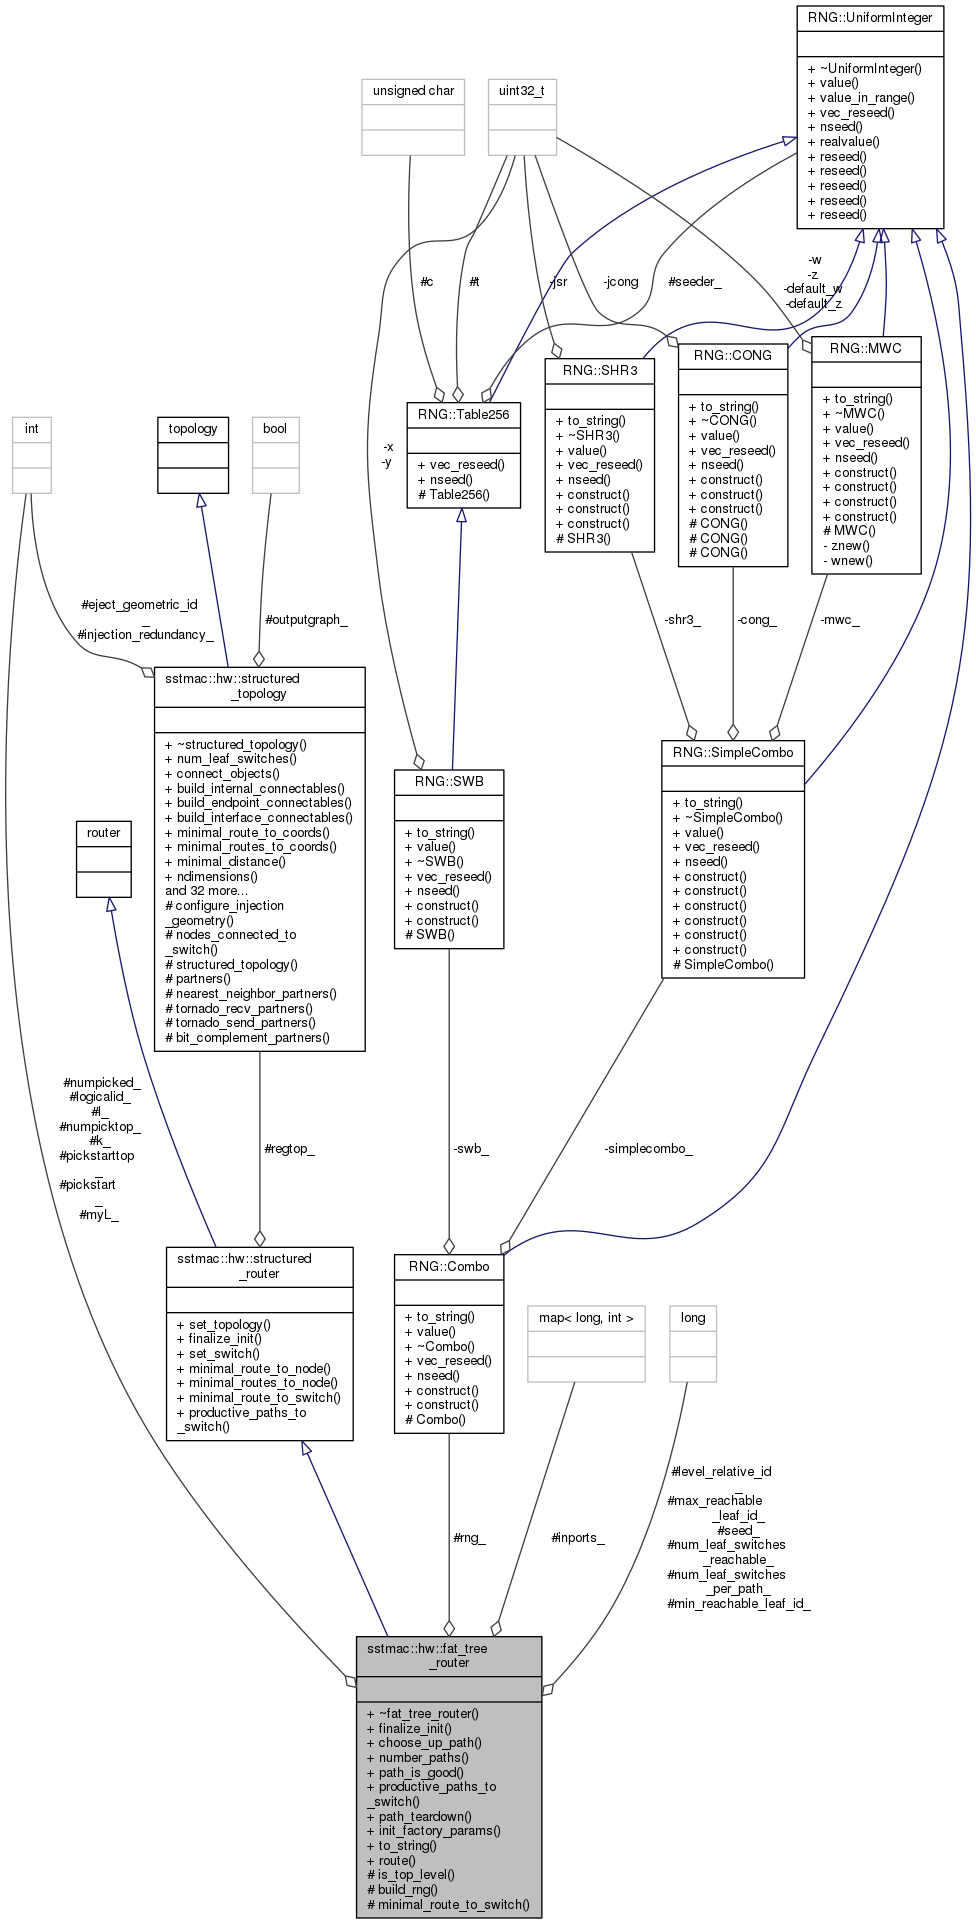 RNG::UniformInteger
+ ~UniformInteger()
+ value()
+ value_in_range()
+ vec_reseed()
+ nseed()
+ realvalue()
+ reseed()
+ reseed()
+ reseed()
+ reseed()
+ reseed()
unsigned char
uint32_t
#c
#t
-jsr
-jcong
#seeder_
-w
-z
-default_w
-default_z
RNG::SHR3
+ to_string()
+ ~SHR3()
+ value()
+ vec_reseed()
+ nseed()
+ construct()
+ construct()
+ construct()
# SHR3()
RNG::CONG
+ to_string()
+ ~CONG()
+ value()
+ vec_reseed()
+ nseed()
+ construct()
+ construct()
+ construct()
# CONG()
# CONG()
# CONG()
RNG::MWC
+ to_string()
+ ~MWC()
+ value()
+ vec_reseed()
+ nseed()
+ construct()
+ construct()
+ construct()
+ construct()
# MWC()
- znew()
- wnew()
RNG::Table256
+ vec_reseed()
+ nseed()
# Table256()
int
topology
bool
-x
-y
#eject_geometric_id
_
#injection_redundancy_
#outputgraph_
-shr3_
-cong_
-mwc_
sstmac::hw::structured
_topology
+ ~structured_topology()
+ num_leaf_switches()
+ connect_objects()
+ build_internal_connectables()
+ build_endpoint_connectables()
+ build_interface_connectables()
+ minimal_route_to_coords()
+ minimal_routes_to_coords()
+ minimal_distance()
+ ndimensions()
and 32 more...
# configure_injection
_geometry()
# nodes_connected_to
_switch()
# structured_topology()
# partners()
# nearest_neighbor_partners()
# tornado_recv_partners()
# tornado_send_partners()
# bit_complement_partners()
router
RNG::SWB
+ to_string()
+ value()
+ ~SWB()
+ vec_reseed()
+ nseed()
+ construct()
+ construct()
# SWB()
RNG::SimpleCombo
+ to_string()
+ ~SimpleCombo()
+ value()
+ vec_reseed()
+ nseed()
+ construct()
+ construct()
+ construct()
+ construct()
+ construct()
+ construct()
# SimpleCombo()
#numpicked_
#logicalid_
#l_
#numpicktop_
#k_
#pickstarttop
_
#pickstart
_
#myL_
#regtop_
-swb_
-simplecombo_
sstmac::hw::structured
_router
+ set_topology()
+ finalize_init()
+ set_switch()
+ minimal_route_to_node()
+ minimal_routes_to_node()
+ minimal_route_to_switch()
+ productive_paths_to
_switch()
RNG::Combo
+ to_string()
+ value()
+ ~Combo()
+ vec_reseed()
+ nseed()
+ construct()
+ construct()
# Combo()
map< long, int >
long
#rng_
#inports_
#level_relative_id
_
#max_reachable
_leaf_id_
#seed_
#num_leaf_switches
_reachable_
#num_leaf_switches
_per_path_
#min_reachable_leaf_id_
sstmac::hw::fat_tree
_router
+ ~fat_tree_router()
+ finalize_init()
+ choose_up_path()
+ number_paths()
+ path_is_good()
+ productive_paths_to
_switch()
+ path_teardown()
+ init_factory_params()
+ to_string()
+ route()
# is_top_level()
# build_rng()
# minimal_route_to_switch()